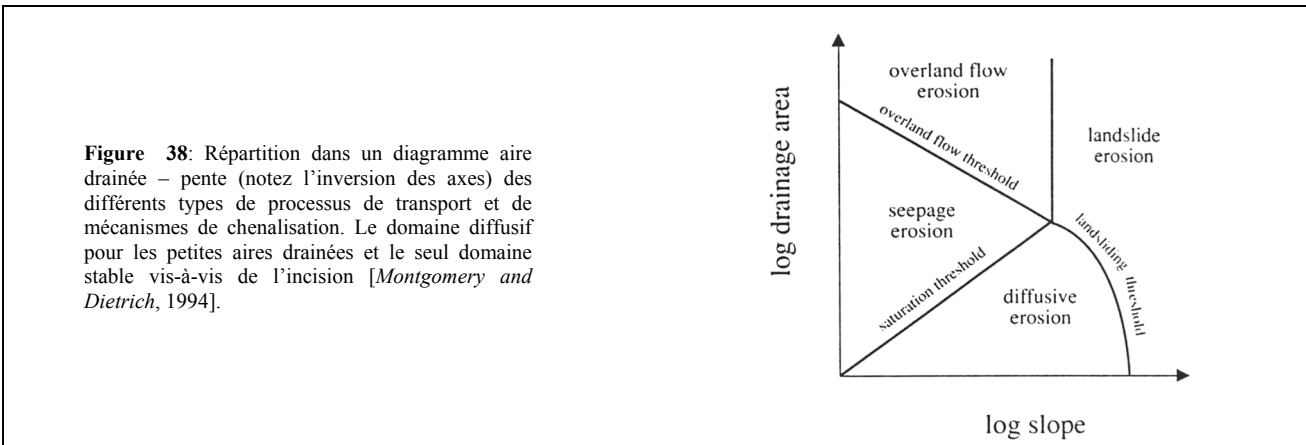 Figure 38: Répartition dans un diagramme aire
drainée – pente (notez l'inversion des axes) des
différents types de processus de transport et de
mécanismes de chenalisation. Le domaine diffusif
pour les petites aires drainées et le seul domaine
stable vis-à-vis de l'incision [Montgomery and
Dietrich, 1994].
log drainage area
overland flow
erosion
overland flow threshold
landslide
erosion
seepage
erosion
saturation threshold
diffusive
erosion
landsliding threshold
log slope